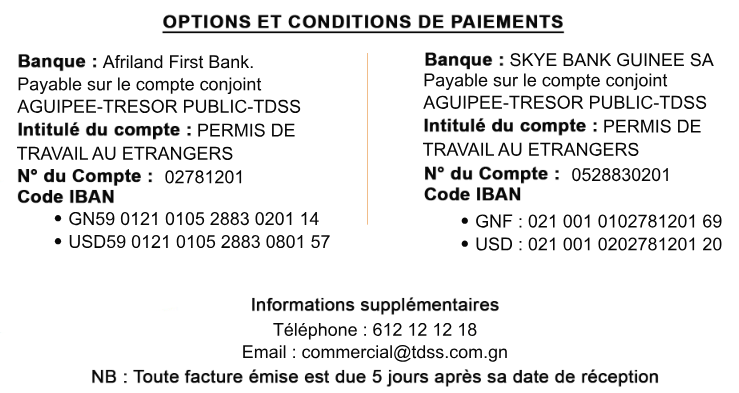 OPTIONS ET CONDITIONS DE PAIEMENTS
Banque : Afriland First Bank.
Payable sur le compte conjoint
AGUIPEE-TRESOR PUBLIC-TDSS
Intitulé du compte : PERMIS DE
TRAVAIL AU ETRANGERS
N° du Compte : 02781201
Code IBAN
• GN59 0121 0105 2883 0201 14
• USD59 0121 0105 2883 0801 57
Banque : SKYE BANK GUINEE SA
Payable sur le compte conjoint
AGUIPEE-TRESOR PUBLIC-TDSS
Intitulé du compte : PERMIS DE
TRAVAIL AU ETRANGERS
N° du Compte : 0528830201
Code IBAN
• GNF : 021 001 0102781201 69
• USD : 021 001 0202781201 20
Informations supplémentaires
Téléphone : 612 12 12 18
Email : commercial@tdss.com.gn
NB : Toute facture émise est due 5 jours après sa date de réception